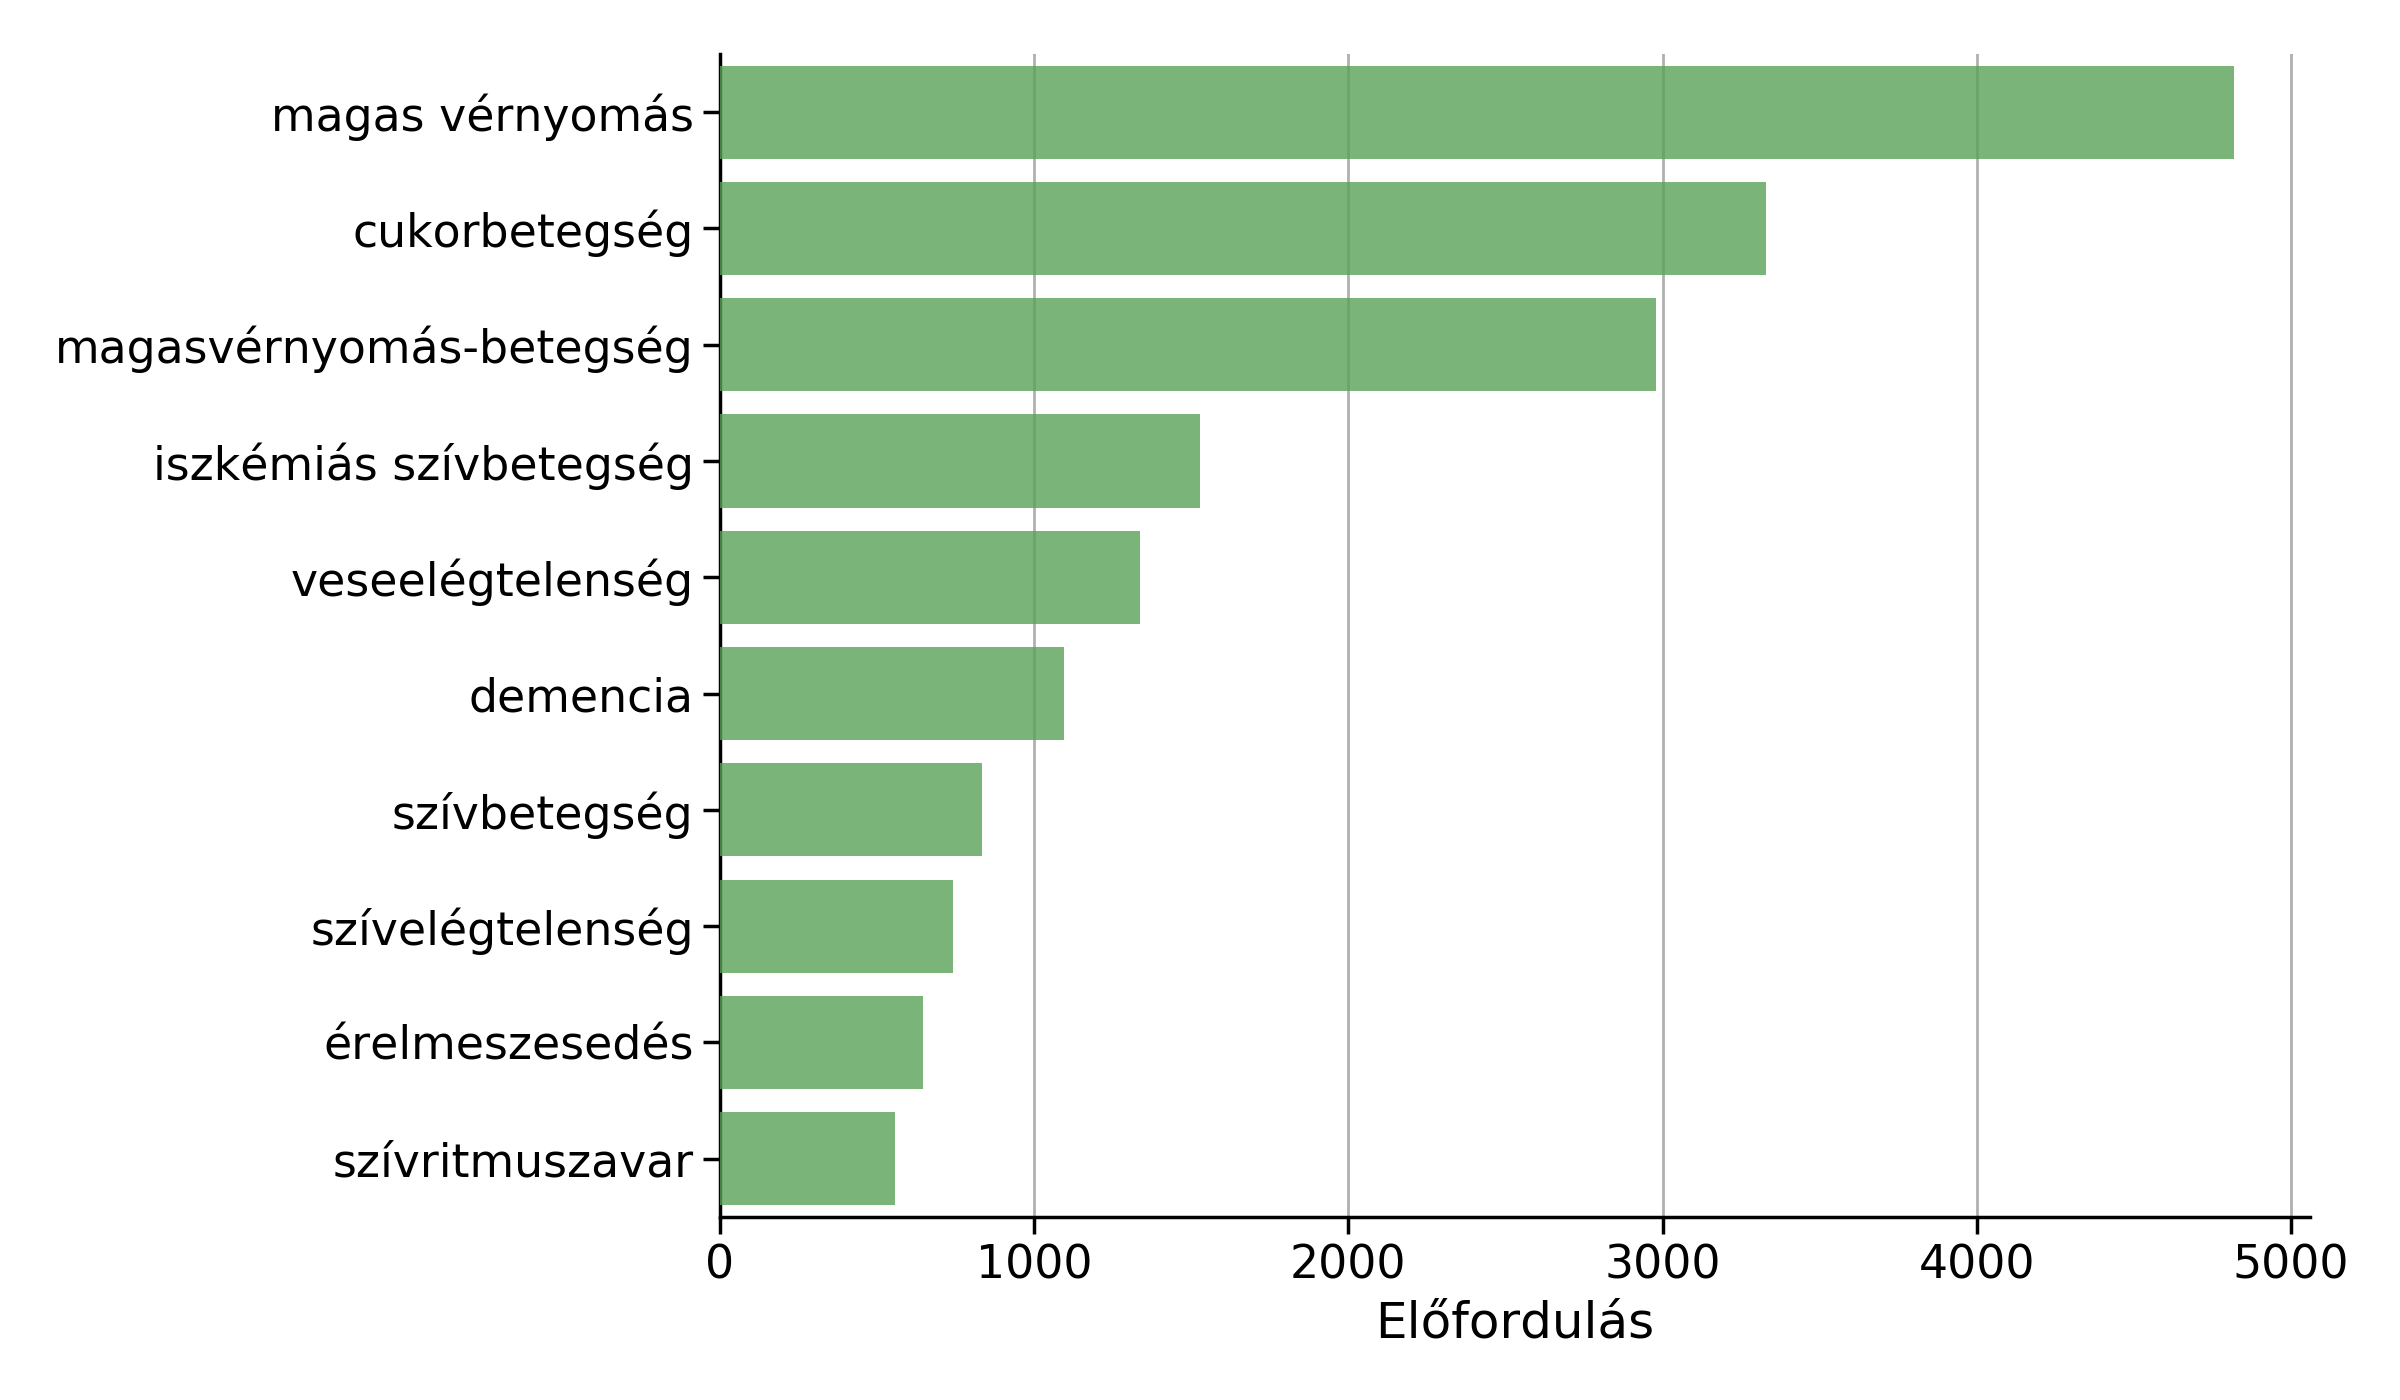 magas vérnyomás
cukorbetegség
magasvérnyomás-betegség
iszkémiás szívbetegség
veseelégtelenség
demencia
szívbetegség
szívelégtelenség
érelmeszesedés
szívritmuszavar
0 1000 2000 3000 4000 5000
Előfordulás